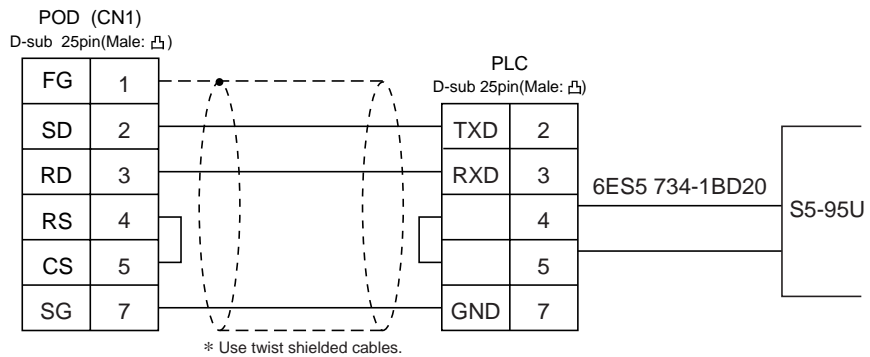 POD (CN1)
D-sub 25pin(Male: 凸)
FG 1
SD 2
RD 3
RS 4
CS 5
SG 7
PLC
D-sub 25pin(Male: 凸)
TXD 2
RXD 3
4
5
GND 7
6ES5 734-1BD20
S5-95U
* Use twist shielded cables.